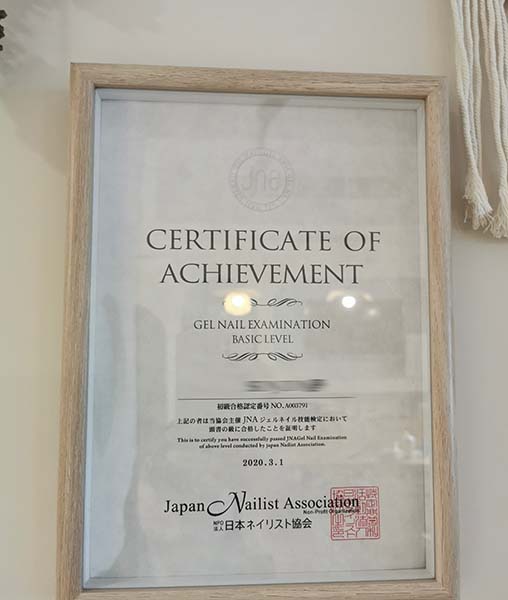 JNA
CERTIFICATE OF
ACHIEVEMENT
GEL NAIL EXAMINATION
BASIC LEVEL
初級合格認定番号 NO. A003791
上記の者は当協会主催 JNA ジェルネイル技能検定において
頭書の級に合格したことを証明します
This is to certify you have successfully passed JNAGel Nail Examination
of above level conducted by Japan Nailist Association.
2020.3.1
Japan Nailist Association
Non-Profit Organization
NPO法人 日本ネイリスト協会